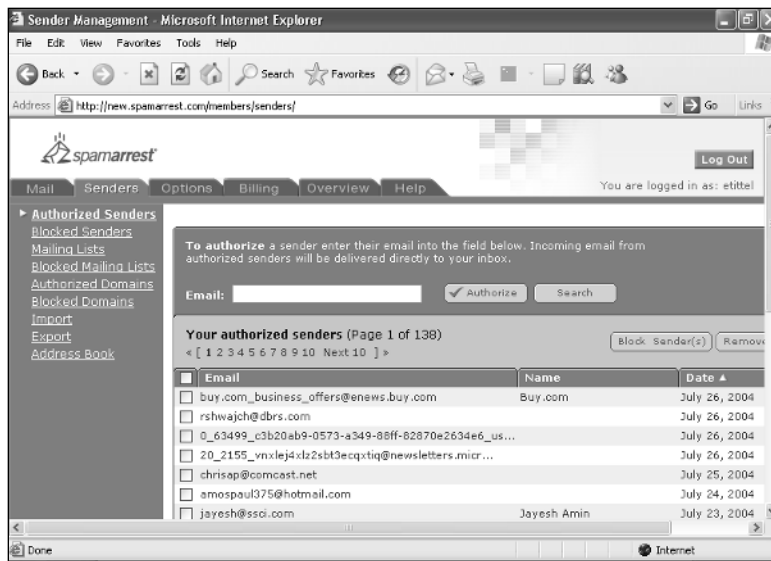 Sender Management - Microsoft Internet Explorer
File Edit View Favorites Tools Help
Back Search Favorites
Address http://new.spamarrest.com/members/senders/ Go Links
spamarrest
Log Out
Mail Senders Options Billing Overview Help
You are logged in as: etittel
Authorized Senders
Blocked Senders
Mailing Lists
Blocked Mailing Lists
Authorized Domains
Blocked Domains
Import
Export
Address Book
To authorize a sender enter their email into the field below. Incoming email from
authorized senders will be delivered directly to your inbox.
Email: Authorize Search
Your authorized senders (Page 1 of 138)
« [ 1 2 3 4 5 6 7 8 9 10 Next 10 ] »
Block Sender(s) Remove
Email Name Date ▲
buy.com_business_offers@enews.buy.com Buy.com July 26, 2004
rshwajch@dbrs.com July 26, 2004
0_63499_c3b20ab9-0573-a349-88ff-82870e2634e6_us... July 26, 2004
20_2155_vnxlej4xlz2sbt3ecqxtiq@newsletters.micr... July 26, 2004
chrisap@comcast.net July 25, 2004
amospaul375@hotmail.com July 24, 2004
jayesh@ssci.com Jayesh Amin July 23, 2004
Done Internet